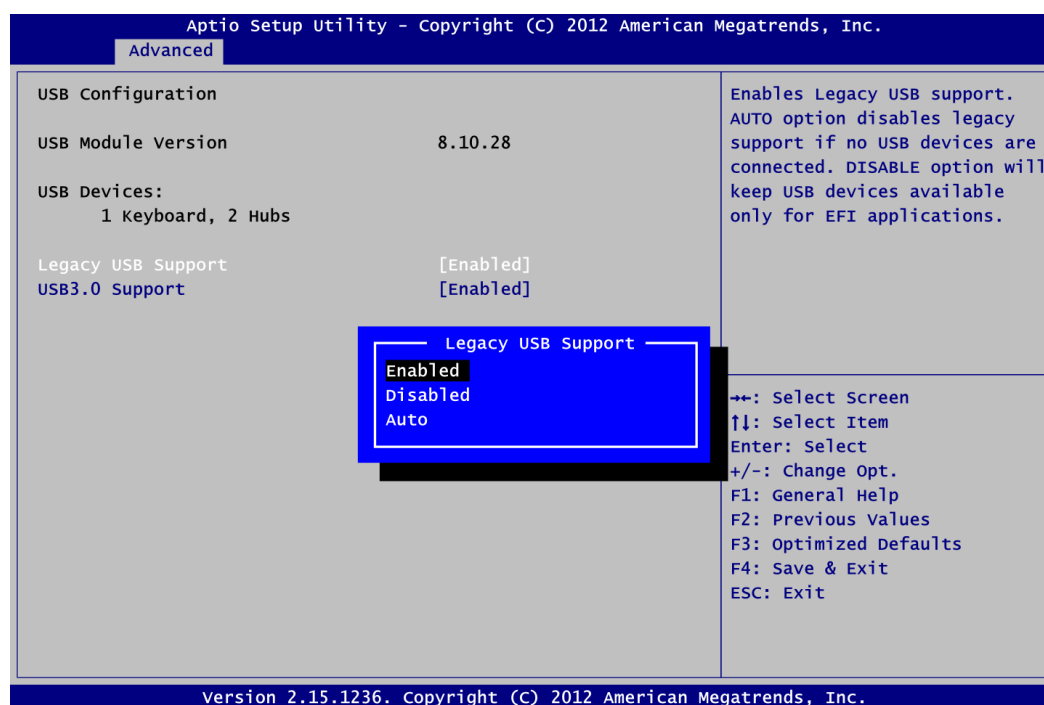 Aptio Setup Utility – Copyright (C) 2012 American Megatrends, Inc.
Advanced
USB Configuration
USB Module Version 8.10.28
USB Devices:
1 Keyboard, 2 Hubs
Legacy USB Support [Enabled]
USB3.0 Support [Enabled]
Enables Legacy USB support.
AUTO option disables legacy
support if no USB devices are
connected. DISABLE option will
keep USB devices available
only for EFI applications.
Legacy USB Support
Enabled
Disabled
Auto
→←: Select Screen
↑↓: Select Item
Enter: Select
+/-: Change Opt.
F1: General Help
F2: Previous Values
F3: Optimized Defaults
F4: Save & Exit
ESC: Exit
Version 2.15.1236. Copyright (C) 2012 American Megatrends, Inc.